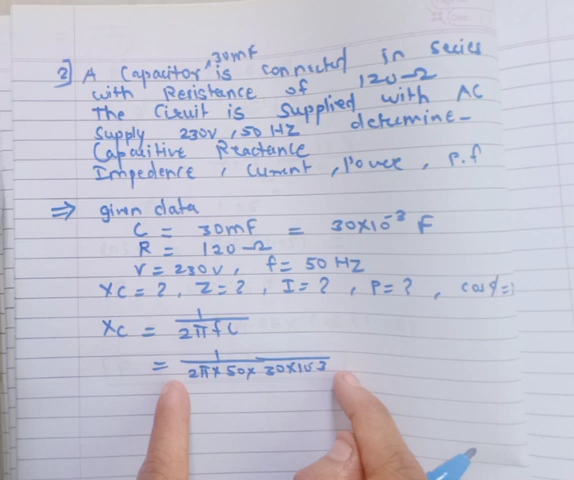 30mF
2] A Capacitor ^ is connected in series
with Resistance of 120-Ω
The Circuit is Supplied with AC
Supply 230V, 50 HZ determine-
Capacitive Reactance
Impedence, Current, Power, p.f
⇒ given data
C = 30mF = 30×10⁻³ F
R = 120-Ω
V = 230V, f= 50 HZ
XC = ?, Z = ?, I = ?, P = ?, cosφ=?
XC = 1/2πfC
= 1/2π×50×30×10-3